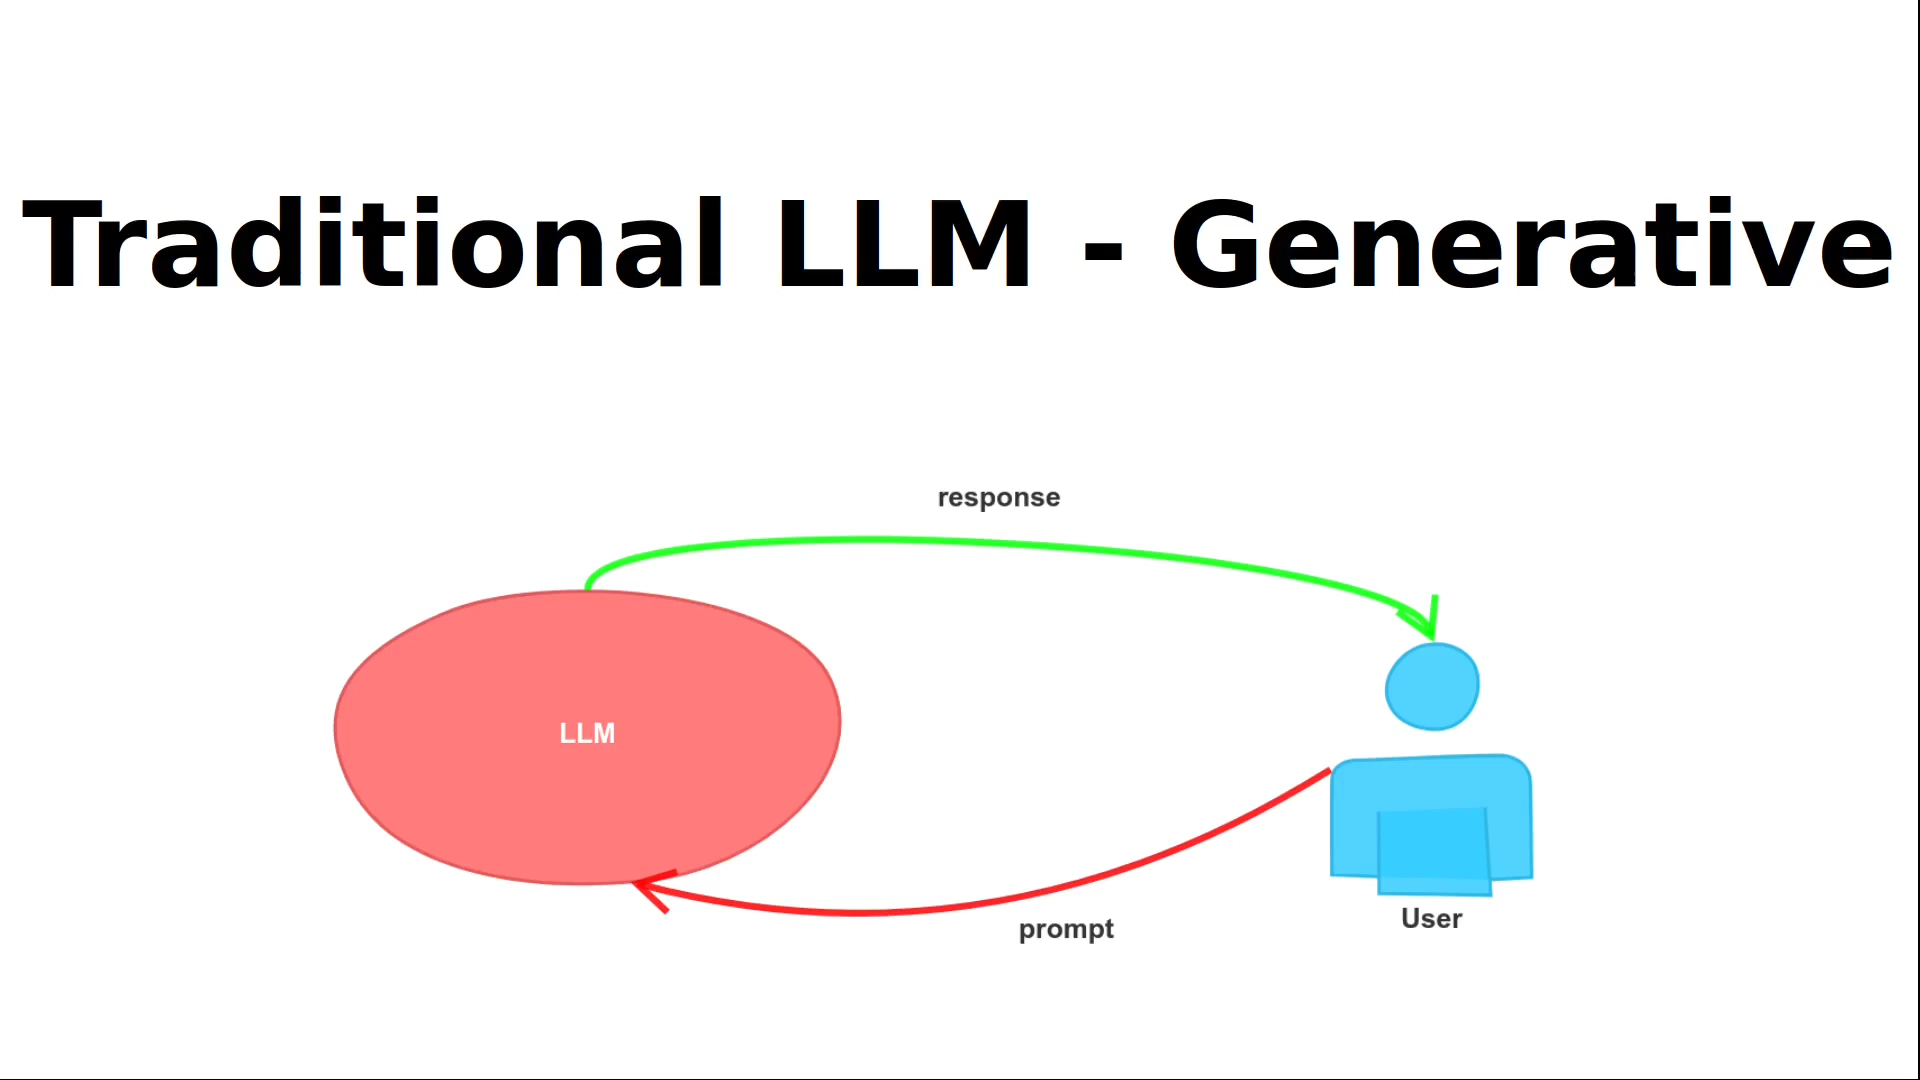 Traditional LLM - Generative
response
LLM
User
prompt